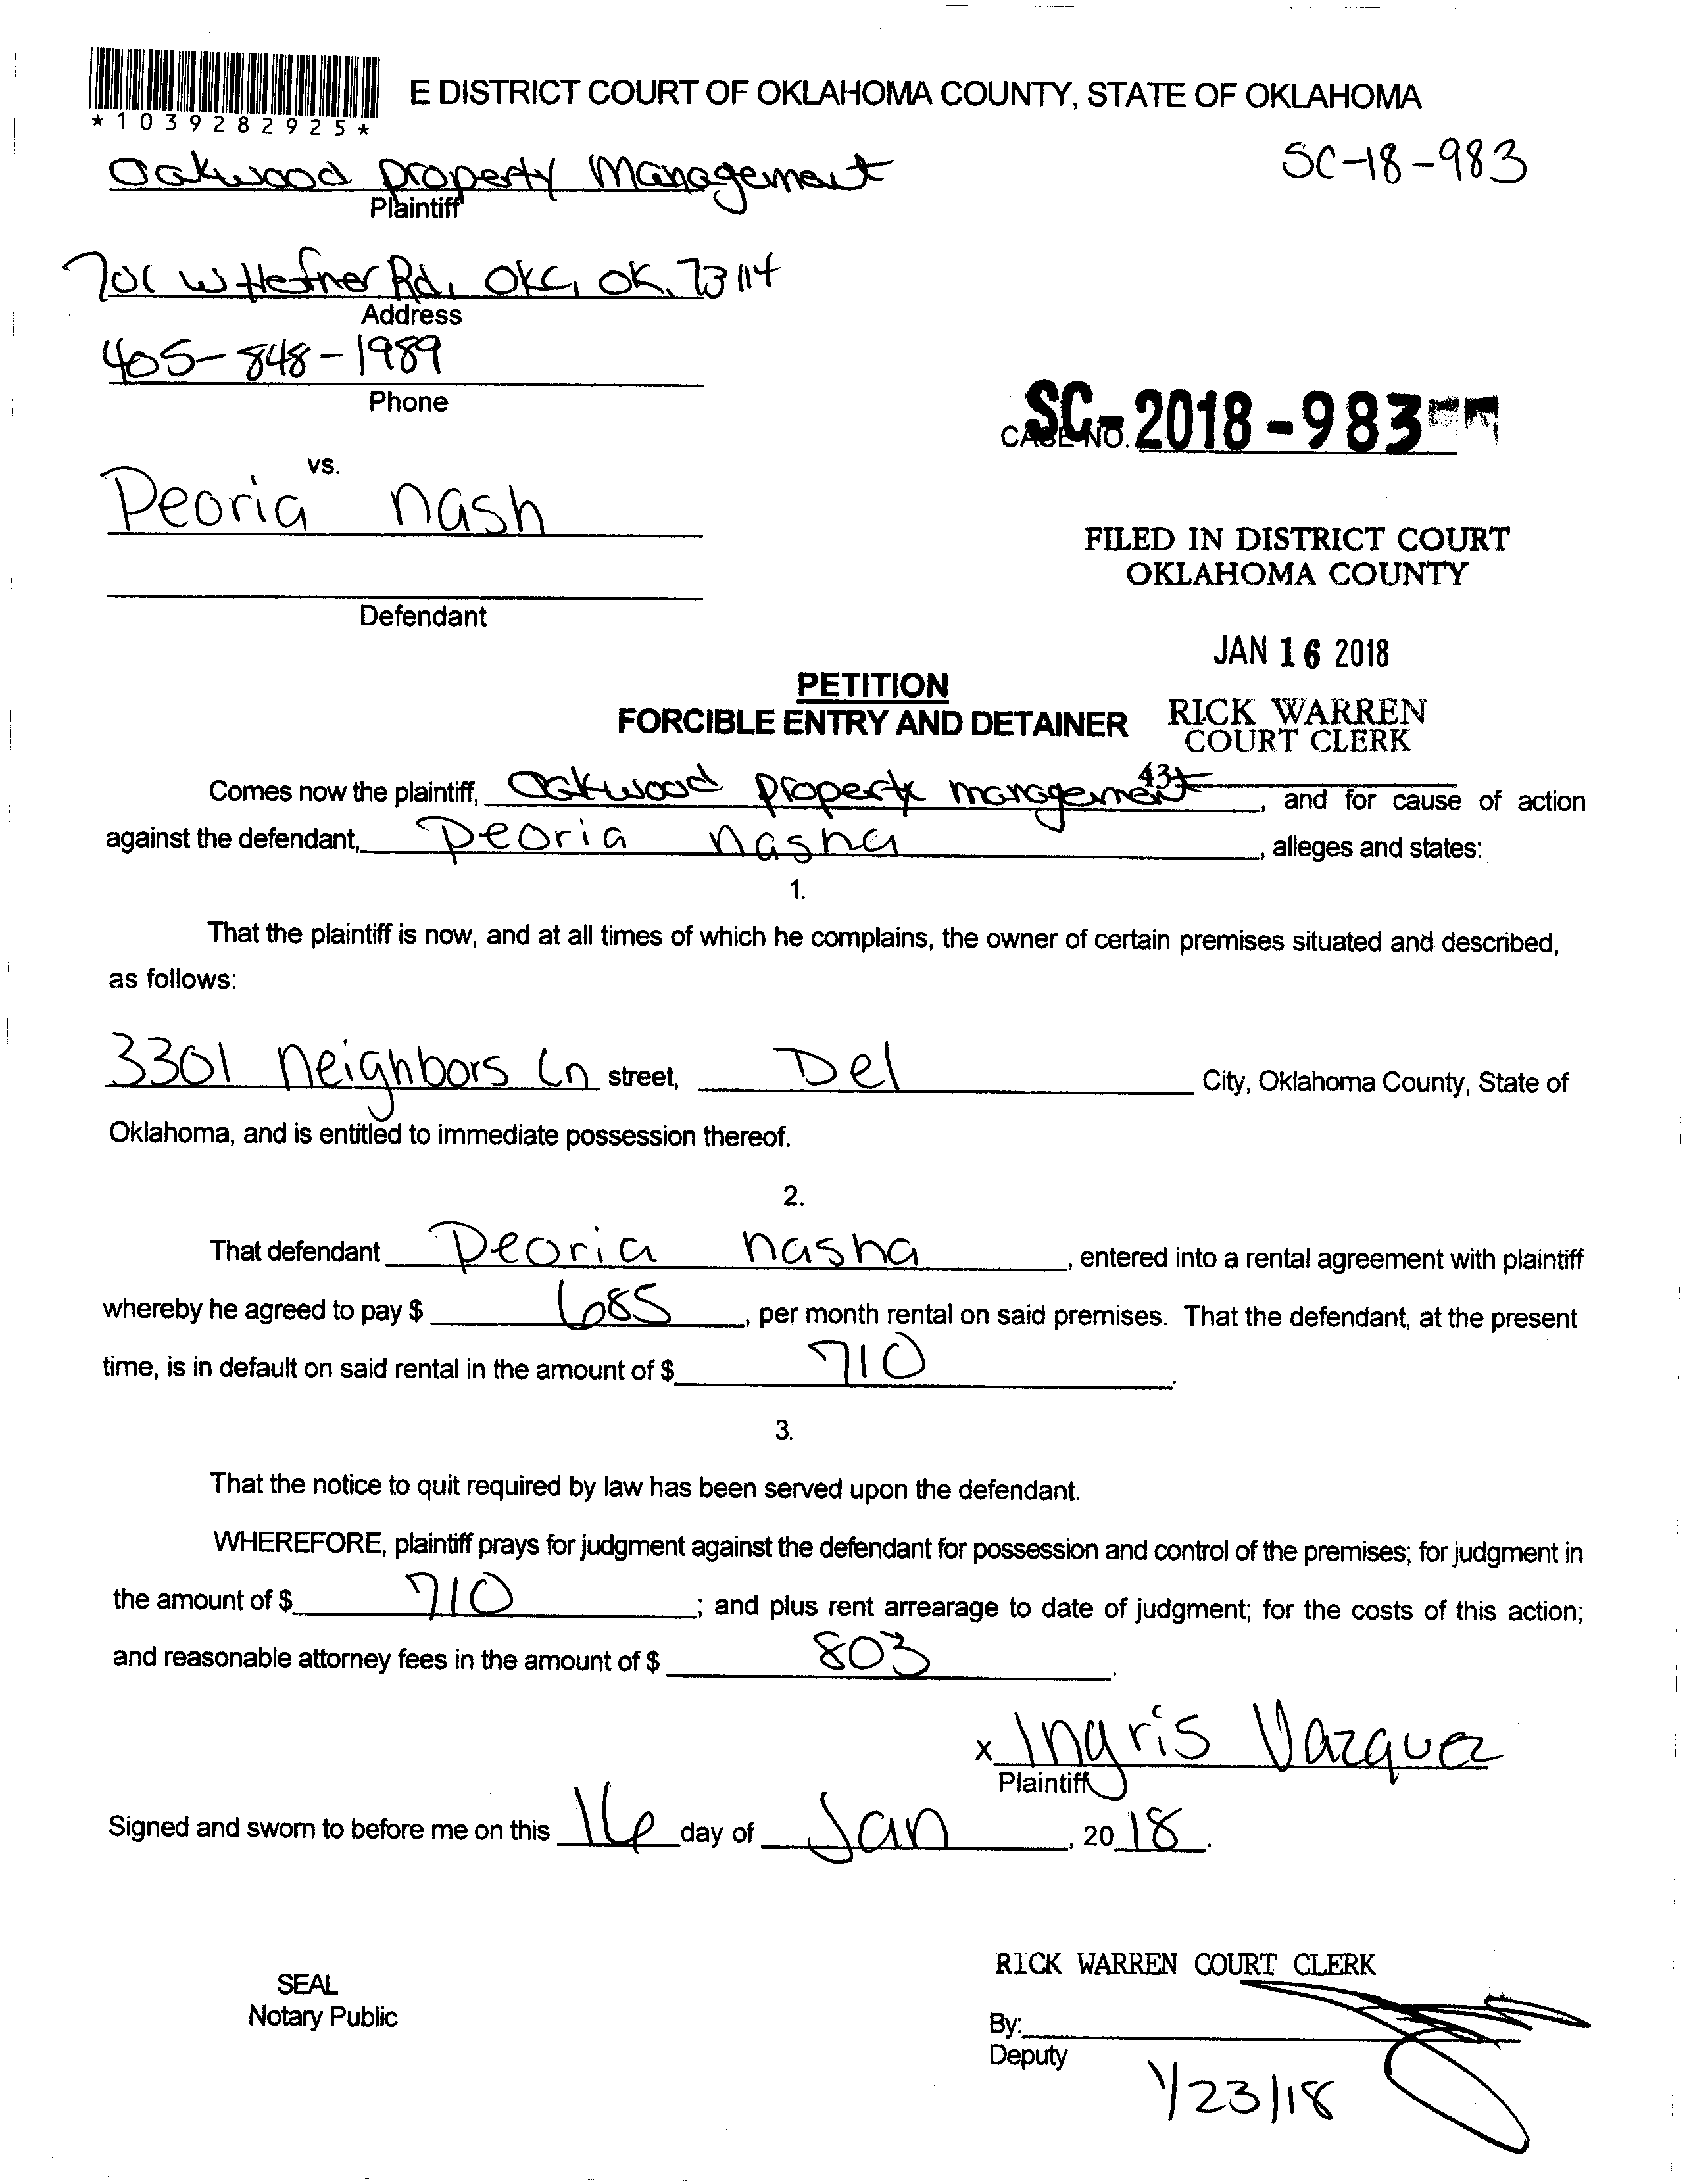 *1039282925*
E DISTRICT COURT OF OKLAHOMA COUNTY, STATE OF OKLAHOMA
SC-18-983
Oakwood property Management
Plaintiff
701 W Hefner Rd, OKC, OK, 73114
Address
405-848-1989
Phone
CASE NO. SC-2018-983
vs.
Peoria nash
FILED IN DISTRICT COURT
OKLAHOMA COUNTY
Defendant
JAN 16 2018
PETITION
FORCIBLE ENTRY AND DETAINER
RICK WARREN
COURT CLERK
43
Comes now the plaintiff, Oakwood property management, and for cause of action
against the defendant, Peoria nasha, alleges and states:
1.
That the plaintiff is now, and at all times of which he complains, the owner of certain premises situated and described,
as follows:
3301 neighbors Ln street, Del City, Oklahoma County, State of
Oklahoma, and is entitled to immediate possession thereof.
2.
That defendant Peoria nasha, entered into a rental agreement with plaintiff
whereby he agreed to pay $ 685, per month rental on said premises. That the defendant, at the present
time, is in default on said rental in the amount of $ 710.
3.
That the notice to quit required by law has been served upon the defendant.
WHEREFORE, plaintiff prays for judgment against the defendant for possession and control of the premises; for judgment in
the amount of $ 710; and plus rent arrearage to date of judgment; for the costs of this action;
and reasonable attorney fees in the amount of $ 803.
x Ingris Vazquez
Plaintiff
Signed and sworn to before me on this 16 day of Jan, 20 18.
RICK WARREN COURT CLERK
SEAL
Notary Public
By:
Deputy
1/23/18